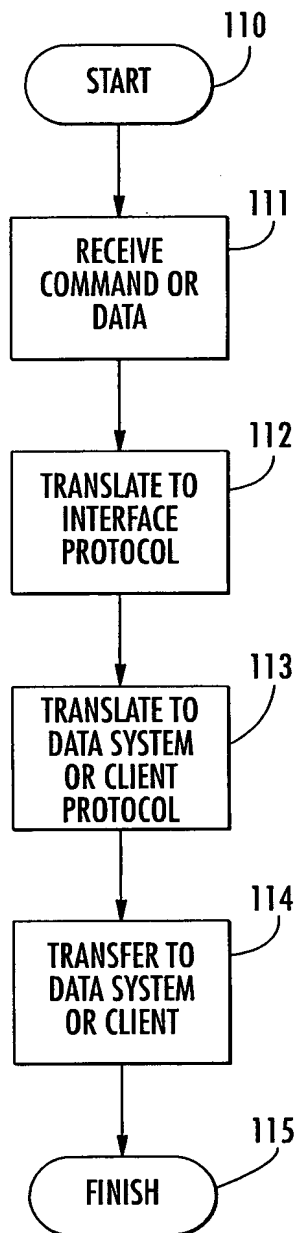 110
START
111
RECEIVE
COMMAND OR
DATA
112
TRANSLATE TO
INTERFACE
PROTOCOL
113
TRANSLATE TO
DATA SYSTEM
OR CLIENT
PROTOCOL
114
TRANSFER TO
DATA SYSTEM
OR CLIENT
115
FINISH